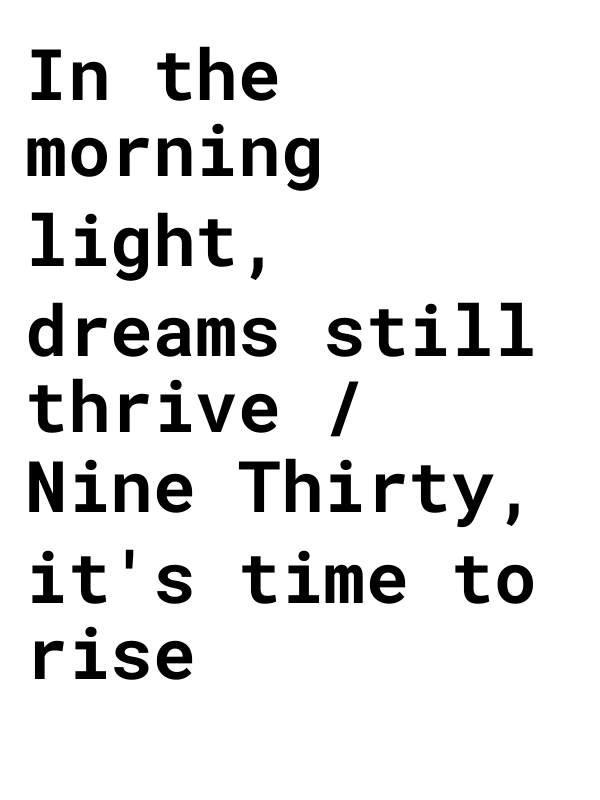 In the
morning
light,
dreams still
thrive /
Nine Thirty,
it's time to
rise